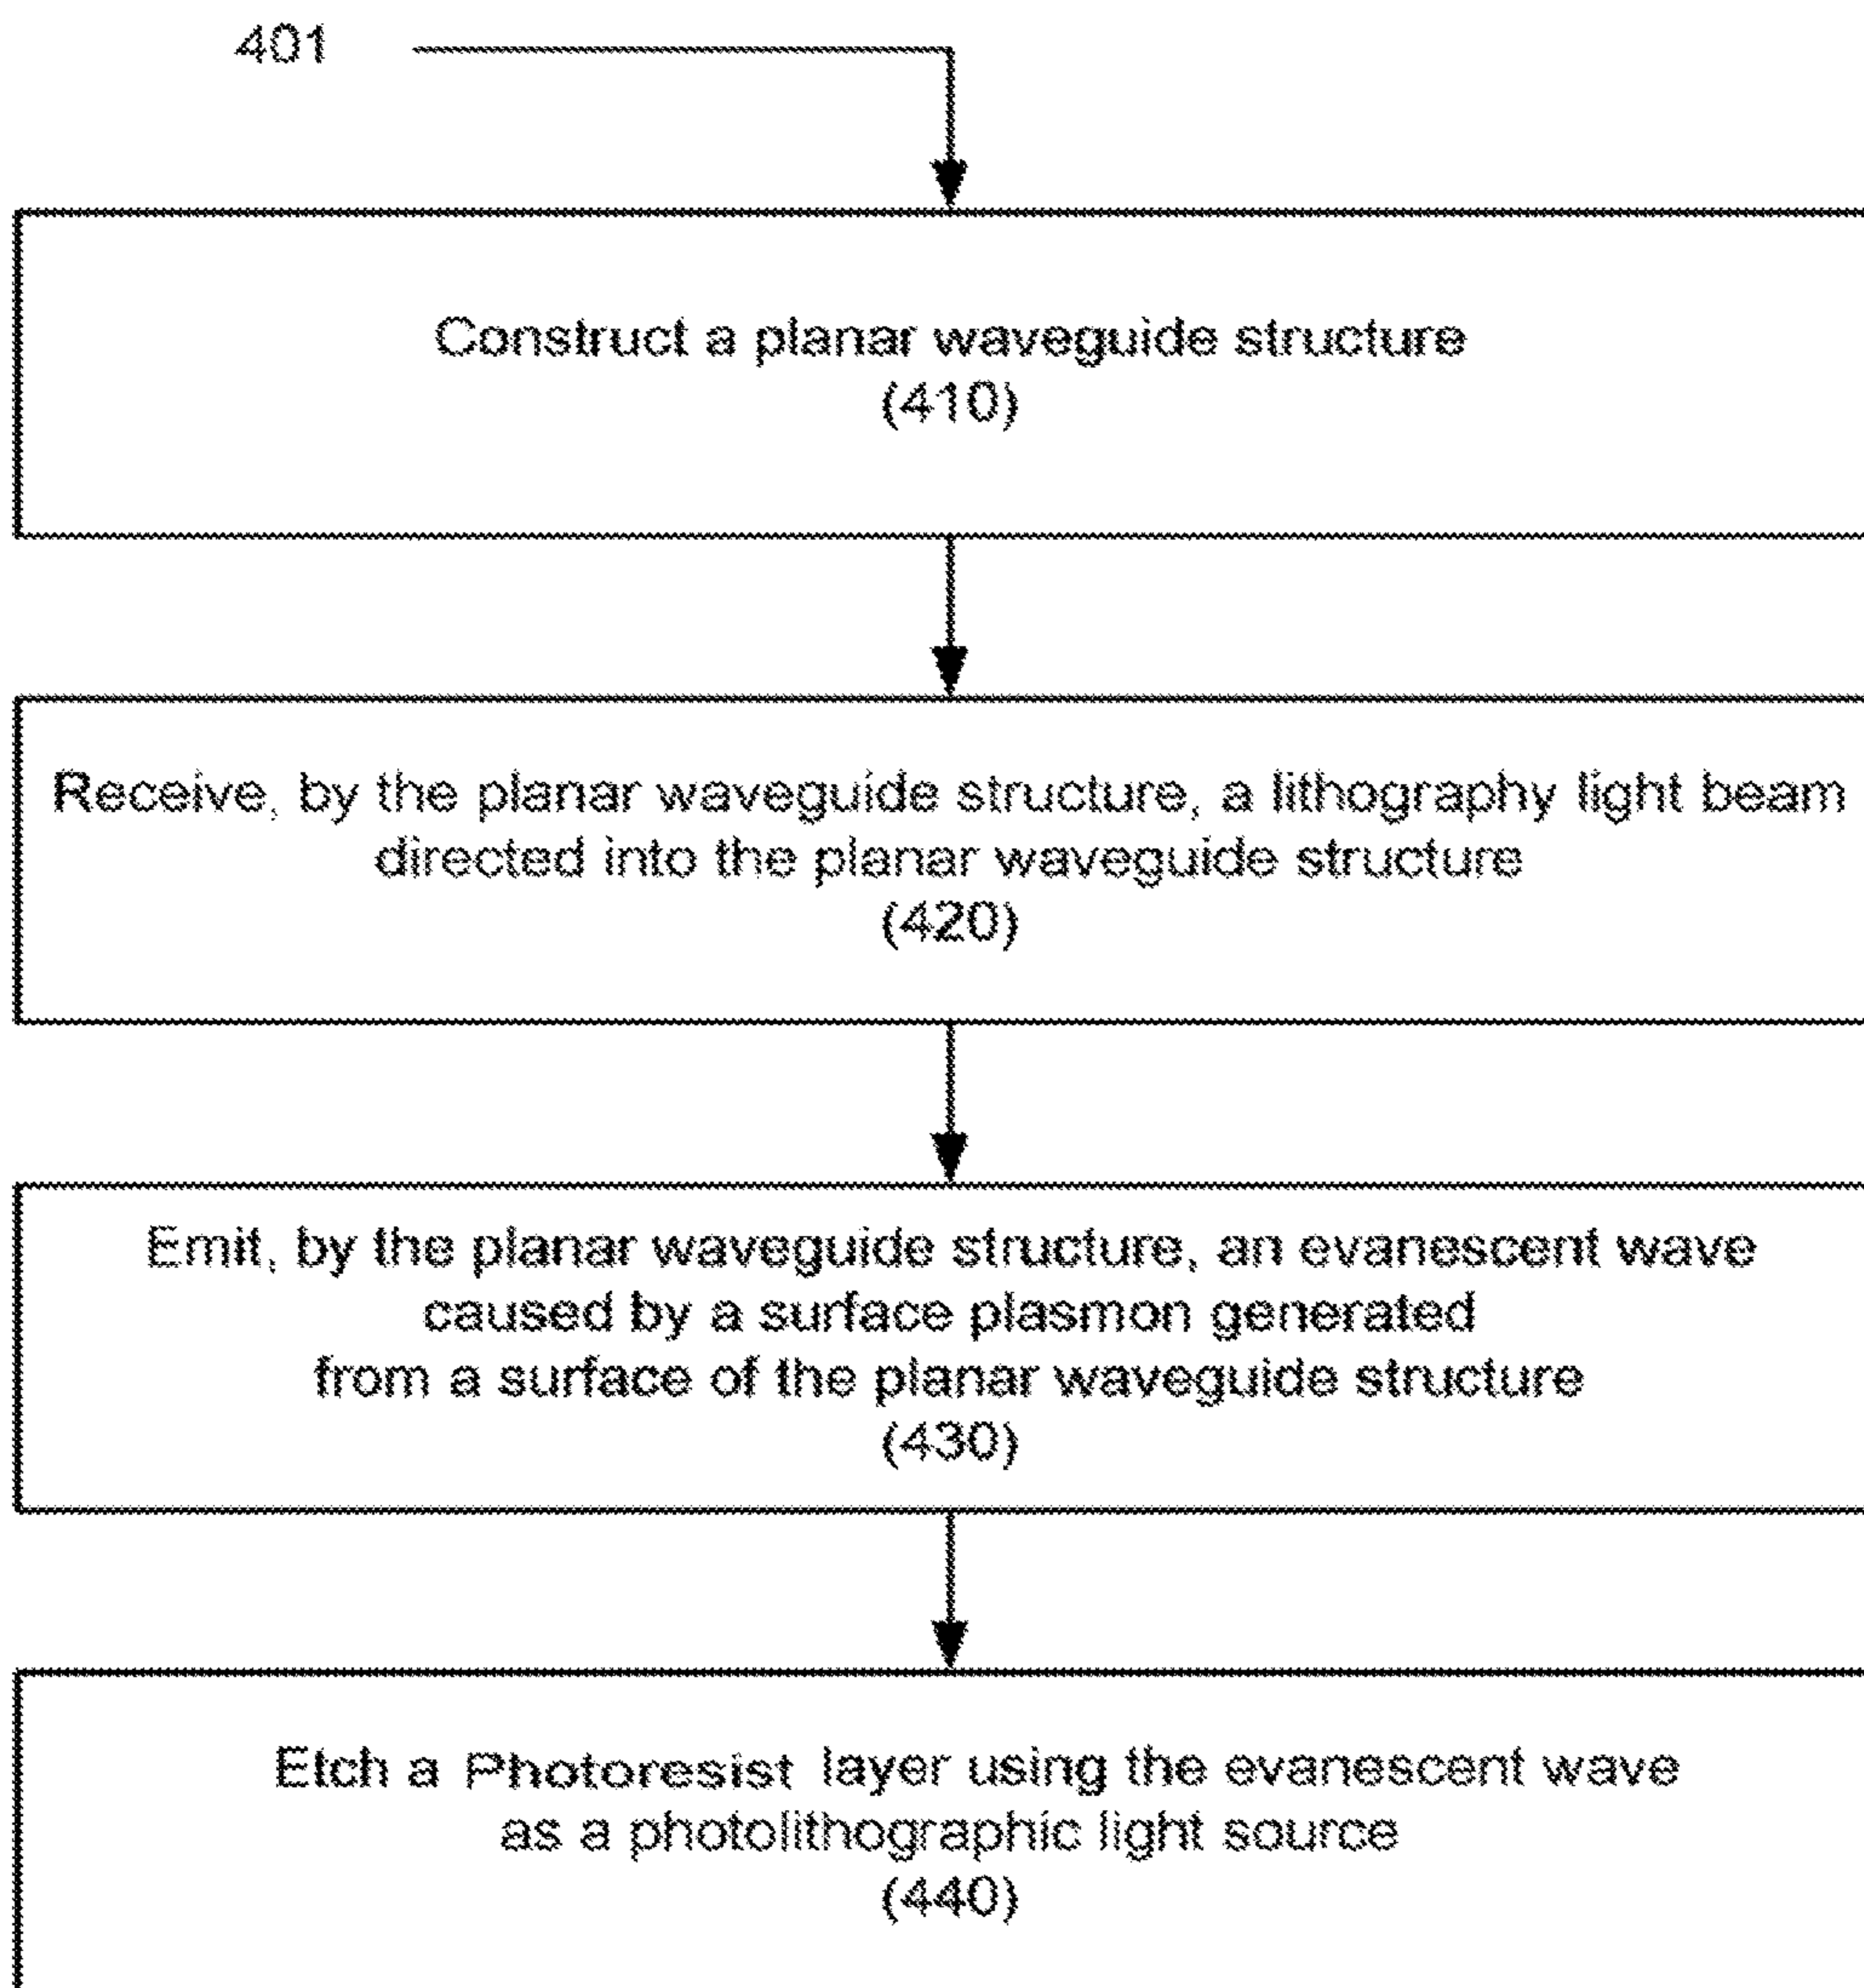 401
Construct a planar waveguide structure
(410)
Receive, by the planar waveguide structure, a lithography light beam
directed into the planar waveguide structure
(420)
Emit, by the planar waveguide structure, an evanescent wave
caused by a surface plasmon generated
from a surface of the planar waveguide structure
(430)
Etch a Photoresist layer using the evanescent wave
as a photolithographic light source
(440)